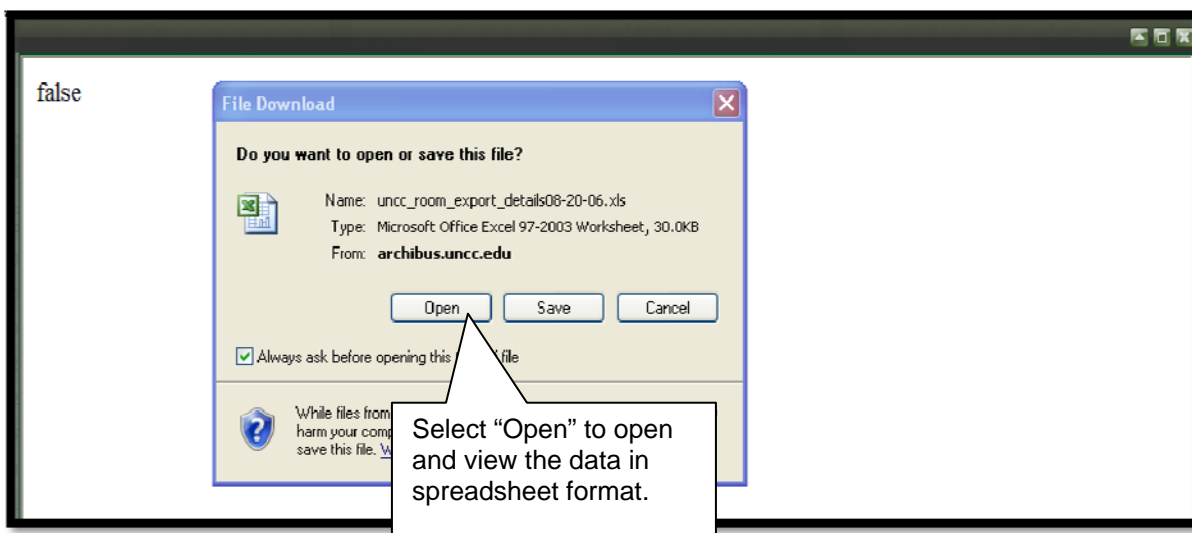 false
File Download
Do you want to open or save this file?
Name: uncc_room_export_details08-20-06.xls
Type: Microsoft Office Excel 97-2003 Worksheet, 30.0KB
From: archibus.uncc.edu
Open Save Cancel
Always ask before opening this file
While files from
harm your
save this file.
Select “Open” to open
and view the data in
spreadsheet format.